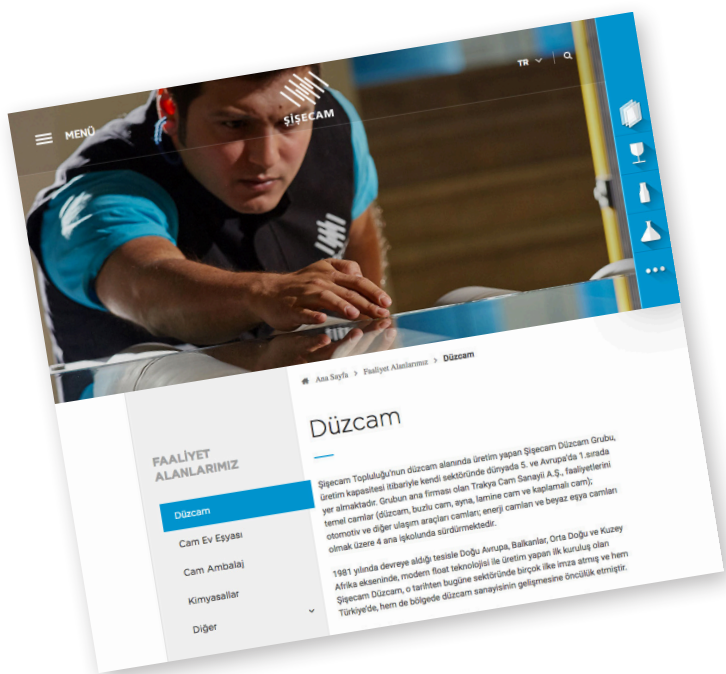 MENÜ
ŞİŞECAM
TR
Ana Sayfa > Faaliyet Alanlarımız > Düzcam
FAALİYET
ALANLARIMIZ
Düzcam
Cam Ev Eşyası
Cam Ambalaj
Kimyasallar
Diğer
Düzcam
Şişecam Topluluğu'nun düzcam alanında üretim yapan Şişecam Düzcam Grubu,
üretim kapasitesi itibariyle kendi sektöründe dünyada 5. ve Avrupa'da 1.sırada
yer almaktadır. Grubun ana firması olan Trakya Cam Sanayii A.Ş., faaliyetlerini
temel camlar (düzcam, buzlu cam, ayna, lamine cam ve kaplamalı cam);
otomotiv ve diğer ulaşım araçları camları; enerji camları ve beyaz eşya camları
olmak üzere 4 ana işkolunda sürdürmektedir.
1981 yılında devreye aldığı tesisle Doğu Avrupa, Balkanlar, Orta Doğu ve Kuzey
Afrika ekseninde, modern float teknolojisi ile üretim yapan ilk kuruluş olan
Şişecam Düzcam, o tarihten bugüne sektöründe birçok ilke imza atmış ve hem
Türkiye'de, hem de bölgede düzcam sanayisinin gelişmesine öncülük etmiştir.